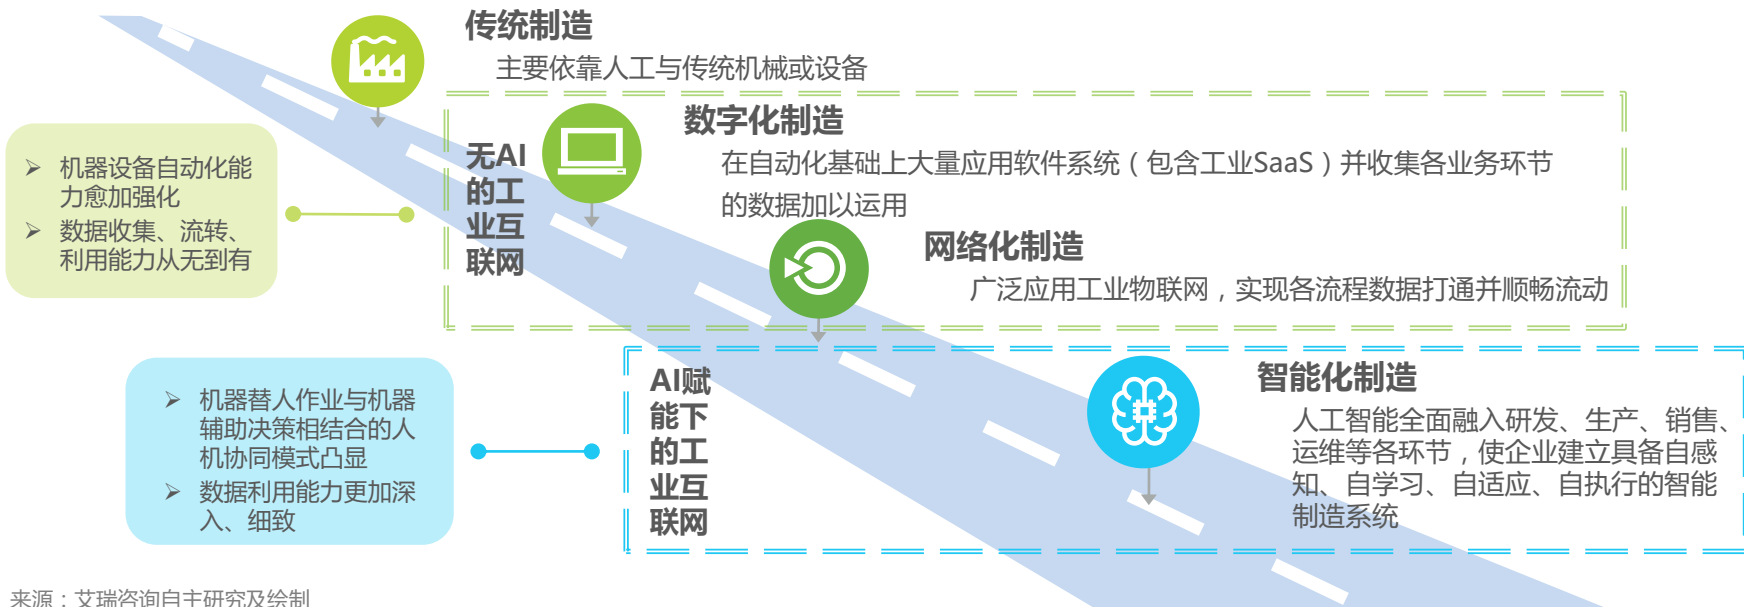 传统制造
主要依靠人工与传统机械或设备
数字化制造
在自动化基础上大量应用软件系统（包含工业SaaS）并收集各业务环节
的数据加以运用
无AI
的工
业互
联网
➢ 机器设备自动化能
力愈加强化
➢ 数据收集、流转、
利用能力从无到有
网络化制造
广泛应用工业物联网，实现各流程数据打通并顺畅流动
AI赋
能下
的工
业互
联网
➢ 机器替人作业与机器
辅助决策相结合的人
机协同模式凸显
➢ 数据利用能力更加深
入、细致
智能化制造
人工智能全面融入研发、生产、销售、
运维等各环节，使企业建立具备自感
知、自学习、自适应、自执行的智能
制造系统
来源：艾瑞咨询自主研究及绘制